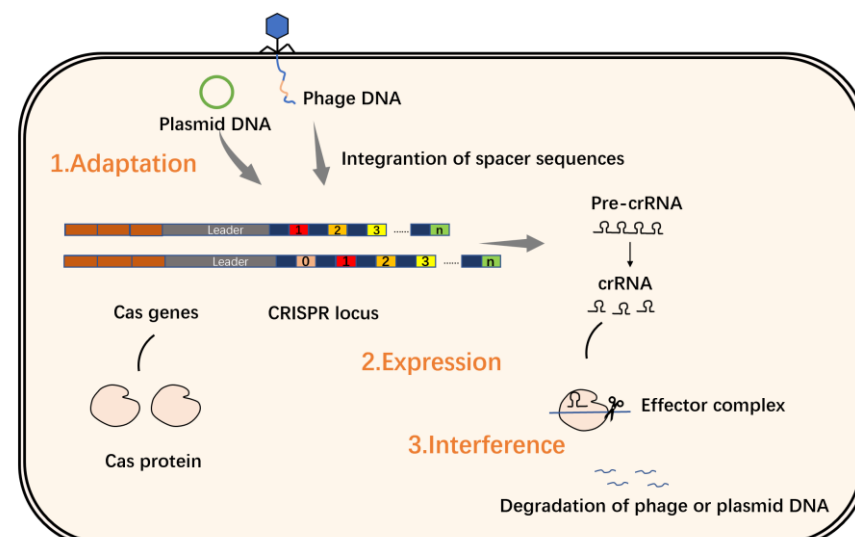 Phage DNA
Plasmid DNA
1.Adaptation
Integrantion of spacer sequences
Pre-crRNA
Leader 1 2 3 ...... n
Leader 0 1 2 3 ...... n
crRNA
Cas genes
CRISPR locus
2.Expression
Effector complex
3.Interference
Cas protein
Degradation of phage or plasmid DNA